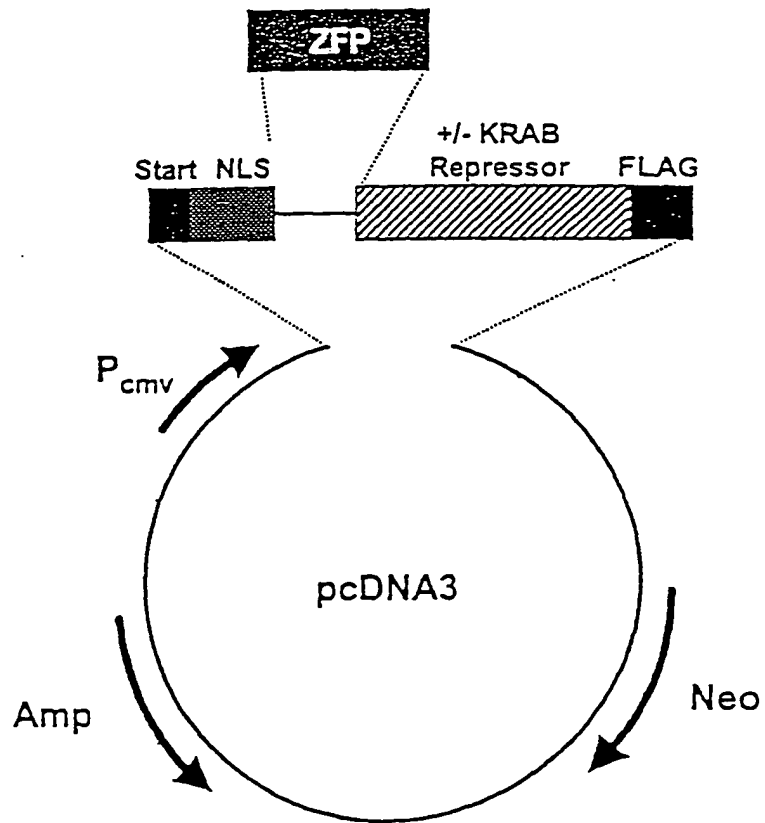 ZFP
+/- KRAB
Start NLS Repressor FLAG
Pcmv
pcDNA3
Amp
Neo